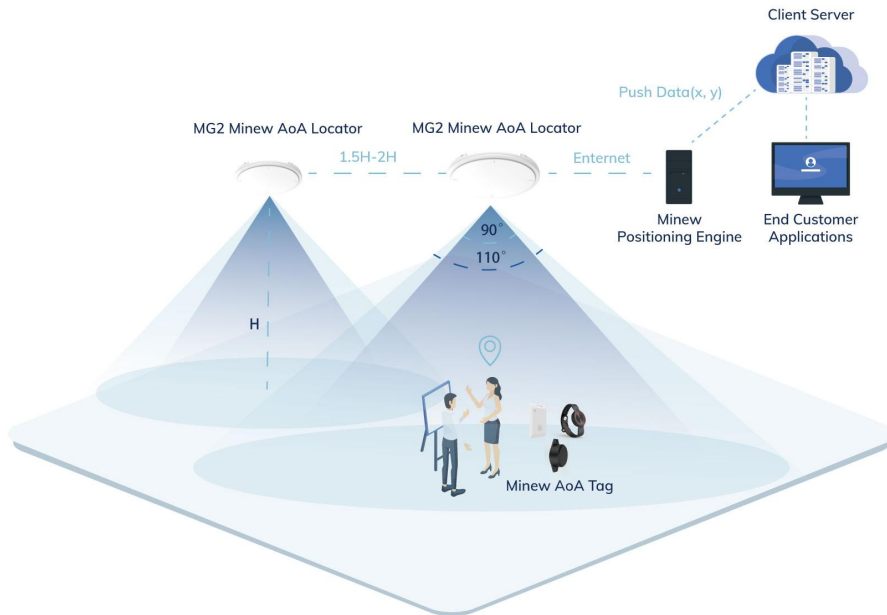 Client Server
Push Data(x, y)
MG2 Minew AoA Locator
MG2 Minew AoA Locator
1.5H-2H
Enternet
Minew
Positioning Engine
End Customer
Applications
90°
110°
H
Minew AoA Tag